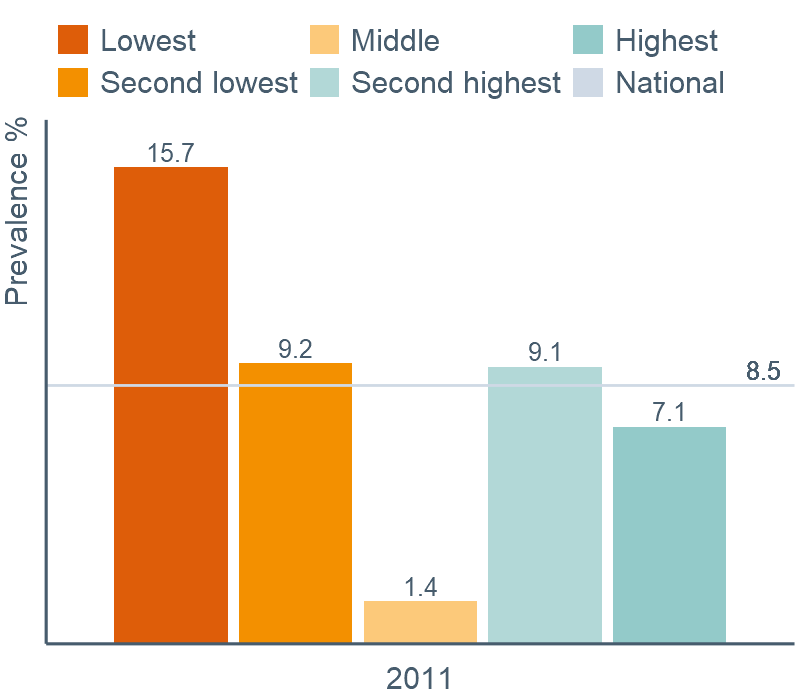 Lowest Middle Highest
Second lowest Second highest National
Prevalence %
15.7
9.2
1.4
9.1
7.1
8.5
2011